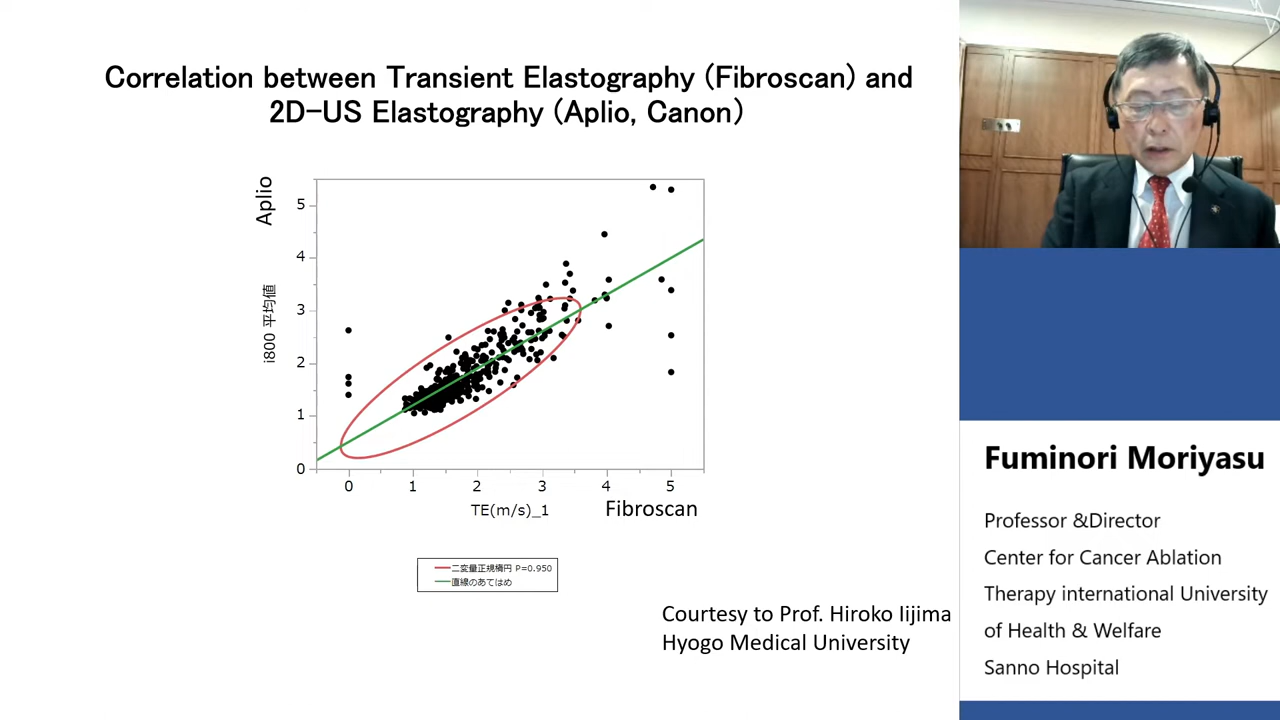 Correlation between Transient Elastography (Fibroscan) and
2D-US Elastography (Aplio, Canon)
Aplio
i800 平均値
5
4
3
2
1
0
0 1 2 3 4 5
TE(m/s)_1
Fibroscan
二変量正規楕円 P=0.950
直線のあてはめ
Courtesy to Prof. Hiroko Iijima
Hyogo Medical University
Fuminori Moriyasu
Professor &Director
Center for Cancer Ablation
Therapy international University
of Health & Welfare
Sanno Hospital